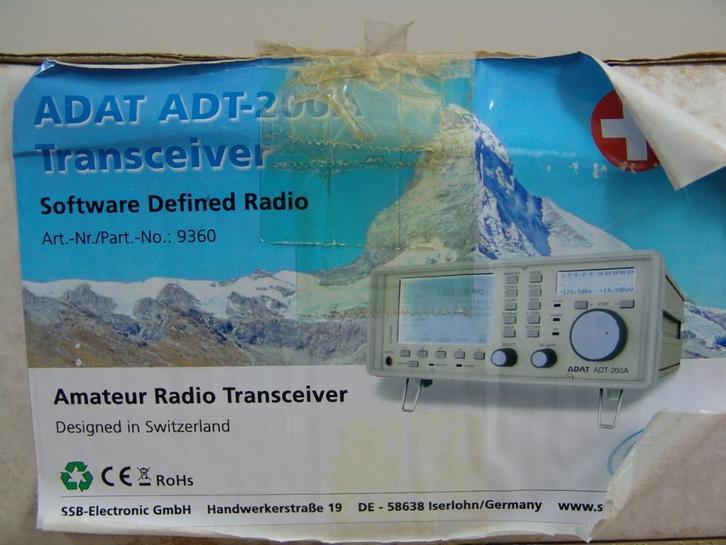 ADAT ADT-200A
Transceiver
Software Defined Radio
Art.-Nr./Part.-No.: 9360
ADAT ADT-200A
Amateur Radio Transceiver
Designed in Switzerland
CE RoHs
SSB-Electronic GmbH Handwerkerstraße 19 DE - 58638 Iserlohn/Germany www.s